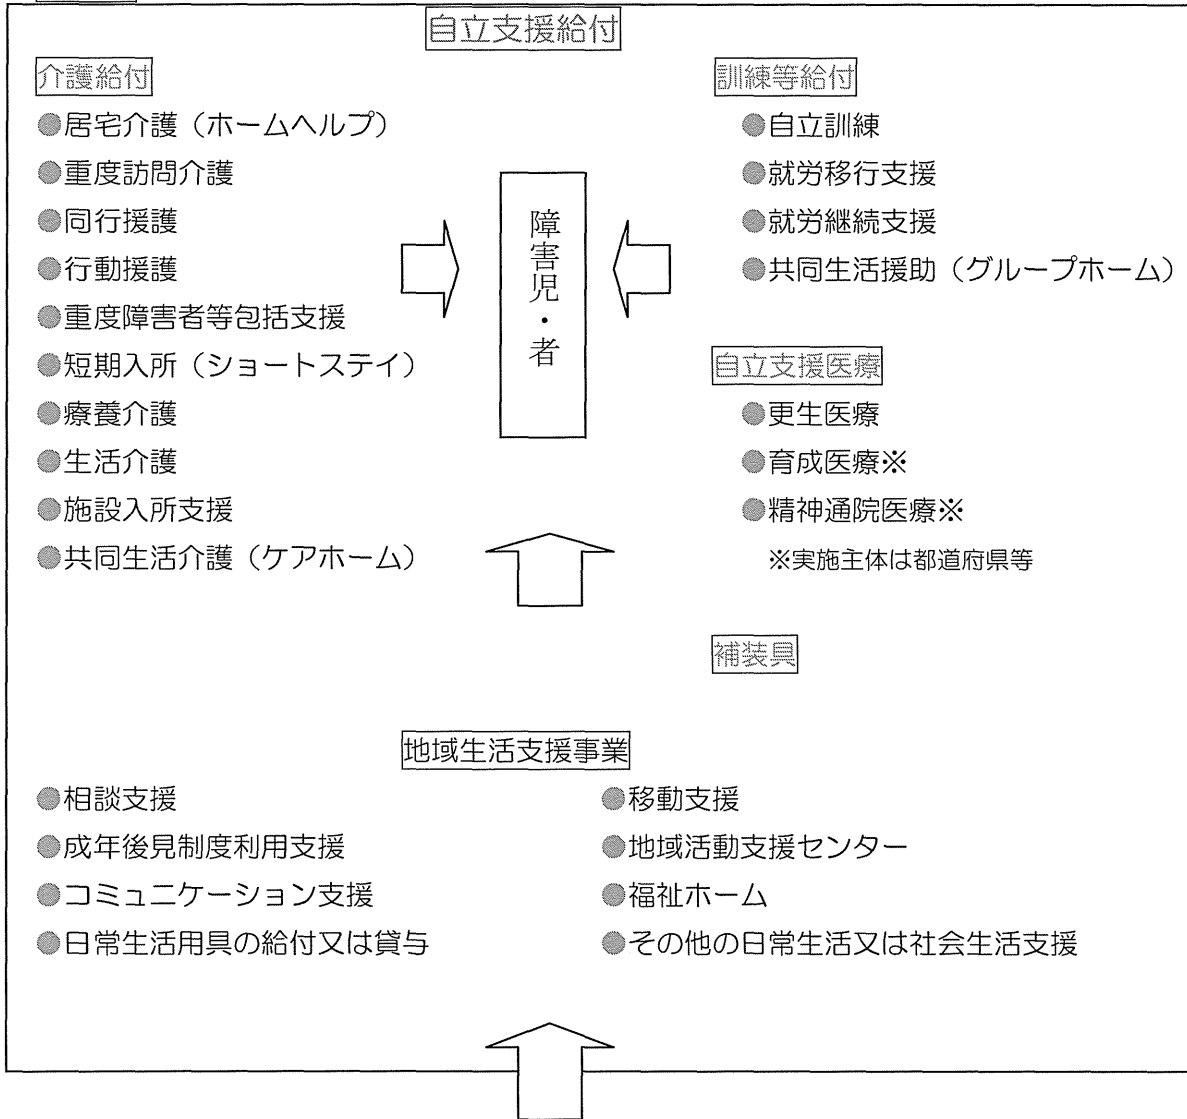 自立支援給付
介護給付
●居宅介護（ホームヘルプ）
●重度訪問介護
●同行援護
●行動援護
●重度障害者等包括支援
●短期入所（ショートステイ）
●療養介護
●生活介護
●施設入所支援
●共同生活介護（ケアホーム）
障害児・者
訓練等給付
●自立訓練
●就労移行支援
●就労継続支援
●共同生活援助（グループホーム）
自立支援医療
●更生医療
●育成医療※
●精神通院医療※
※実施主体は都道府県等
補装具
地域生活支援事業
●相談支援
●成年後見制度利用支援
●コミュニケーション支援
●日常生活用具の給付又は貸与
●移動支援
●地域活動支援センター
●福祉ホーム
●その他の日常生活又は社会生活支援